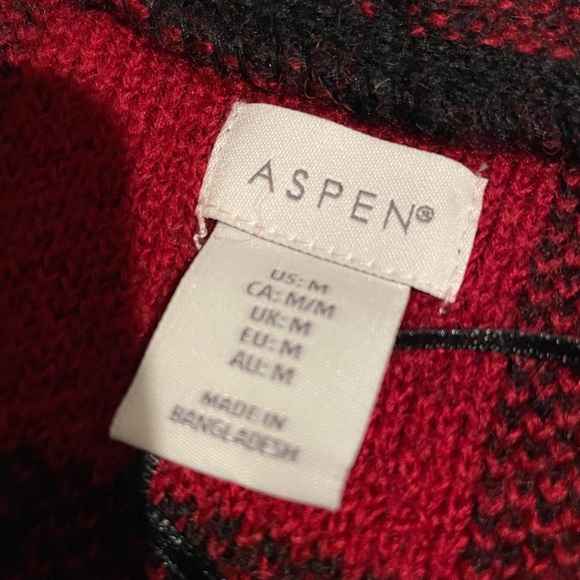 ASPEN®
US: M
CA: M/M
UK: M
EU: M
AU: M
MADE IN
BANGLADESH